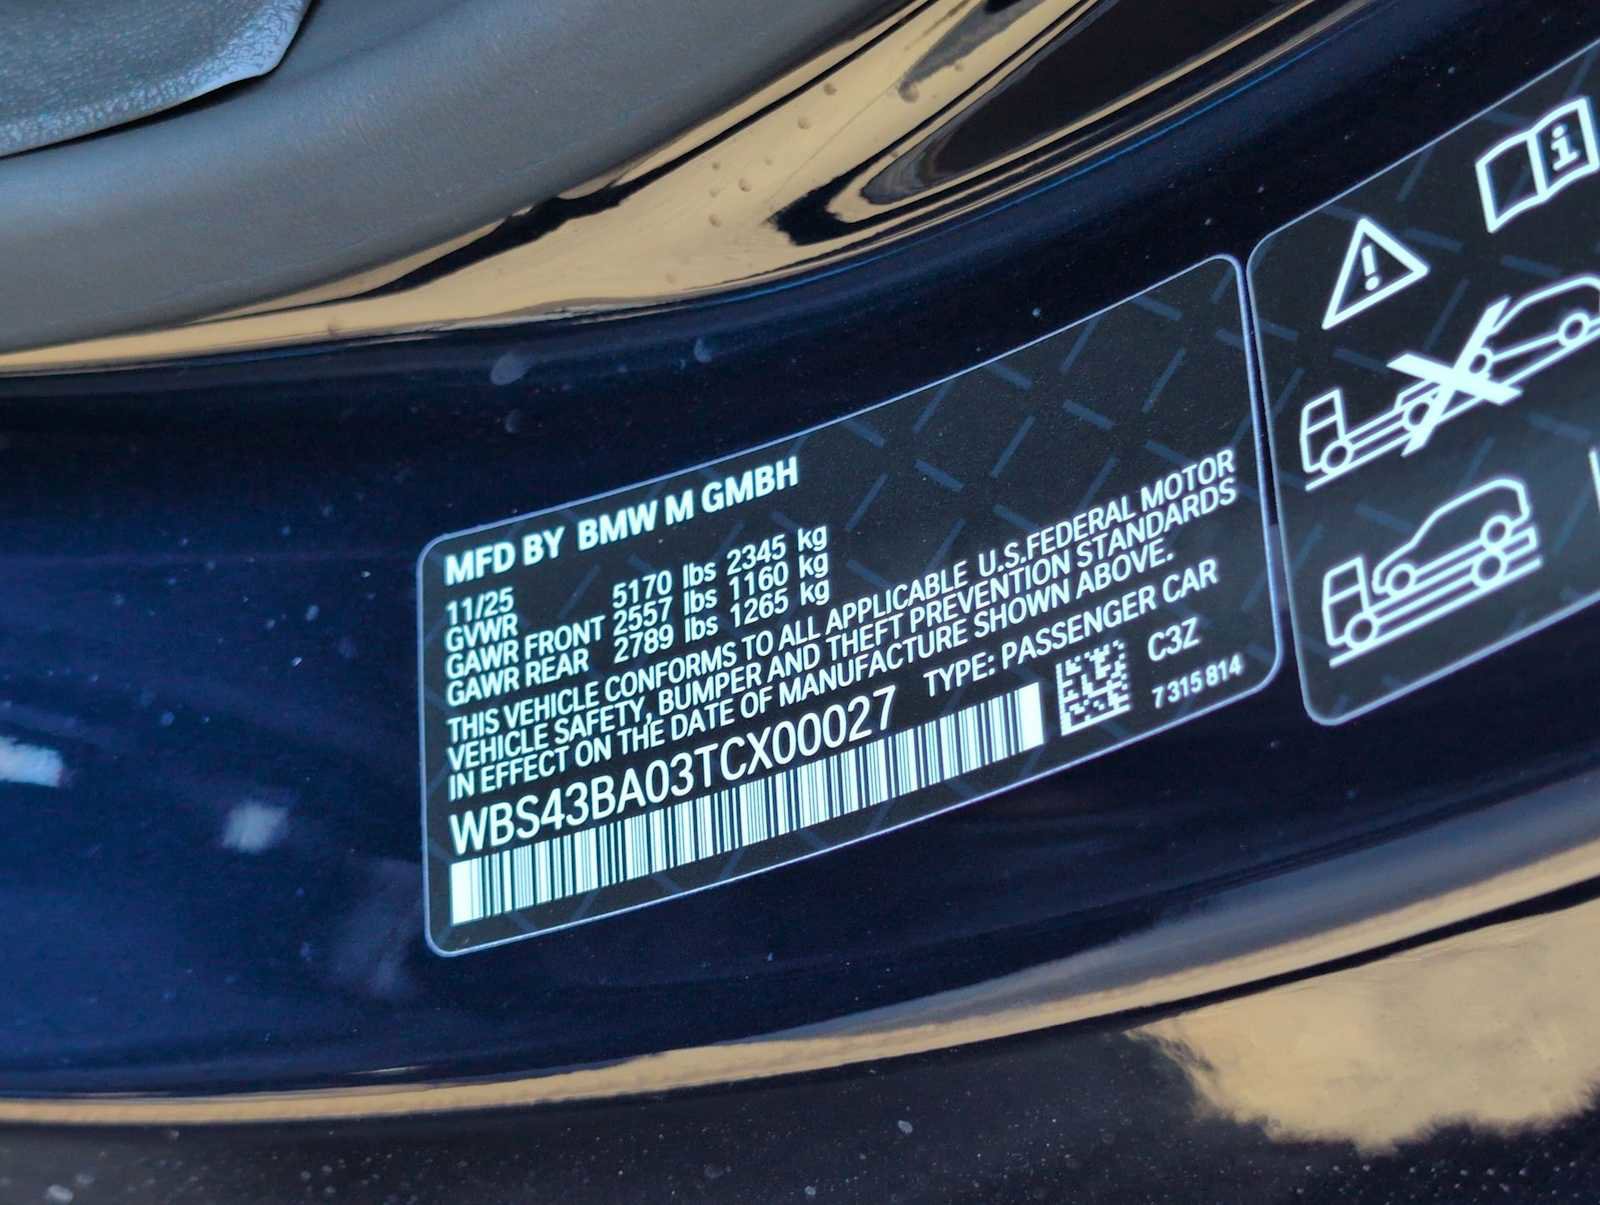 MFD BY BMW M GMBH
11/25
GVWR 5170 lbs 2345 kg
GAWR FRONT 2557 lbs 1160 kg
GAWR REAR 2789 lbs 1265 kg
THIS VEHICLE CONFORMS TO ALL APPLICABLE U.S.FEDERAL MOTOR
VEHICLE SAFETY, BUMPER AND THEFT PREVENTION STANDARDS
IN EFFECT ON THE DATE OF MANUFACTURE SHOWN ABOVE.
WBS43BA03TCX00027 TYPE: PASSENGER CAR
C3Z
7 315 814